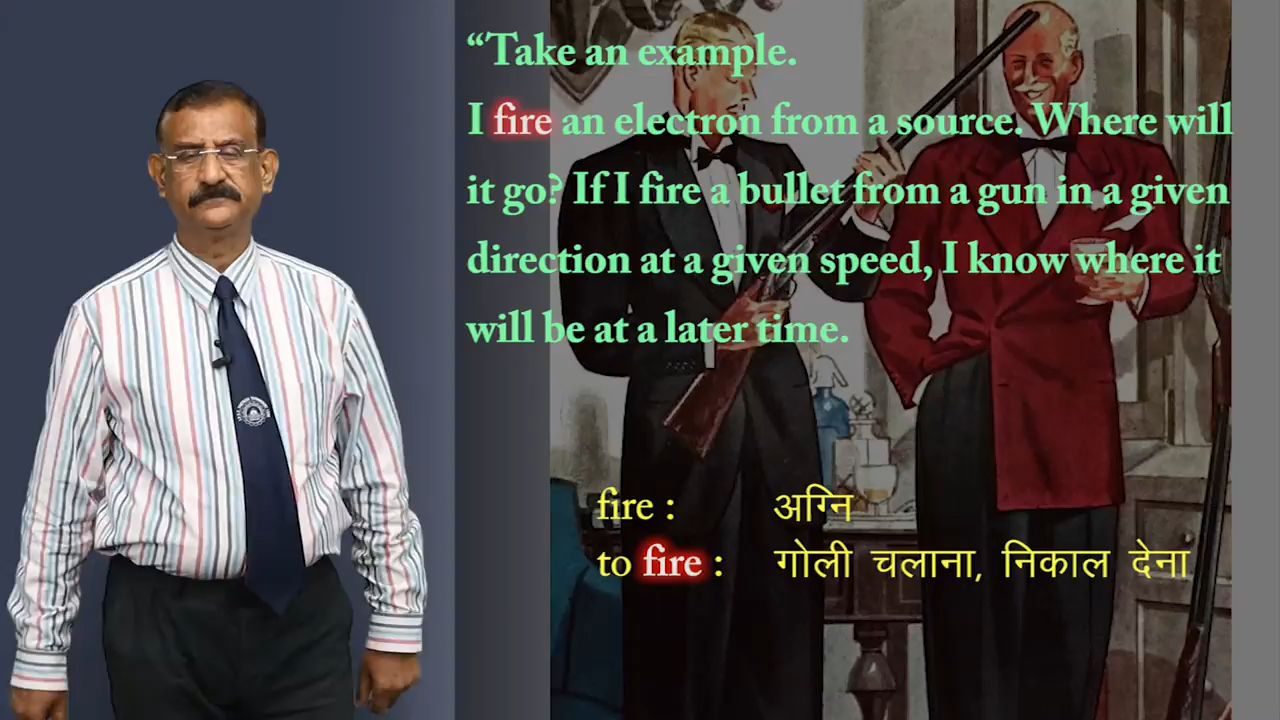 “Take an example.
I fire an electron from a source. Where will
it go? If I fire a bullet from a gun in a given
direction at a given speed, I know where it
will be at a later time.
fire : अग्नि
to fire : गोली चलाना, निकाल देना